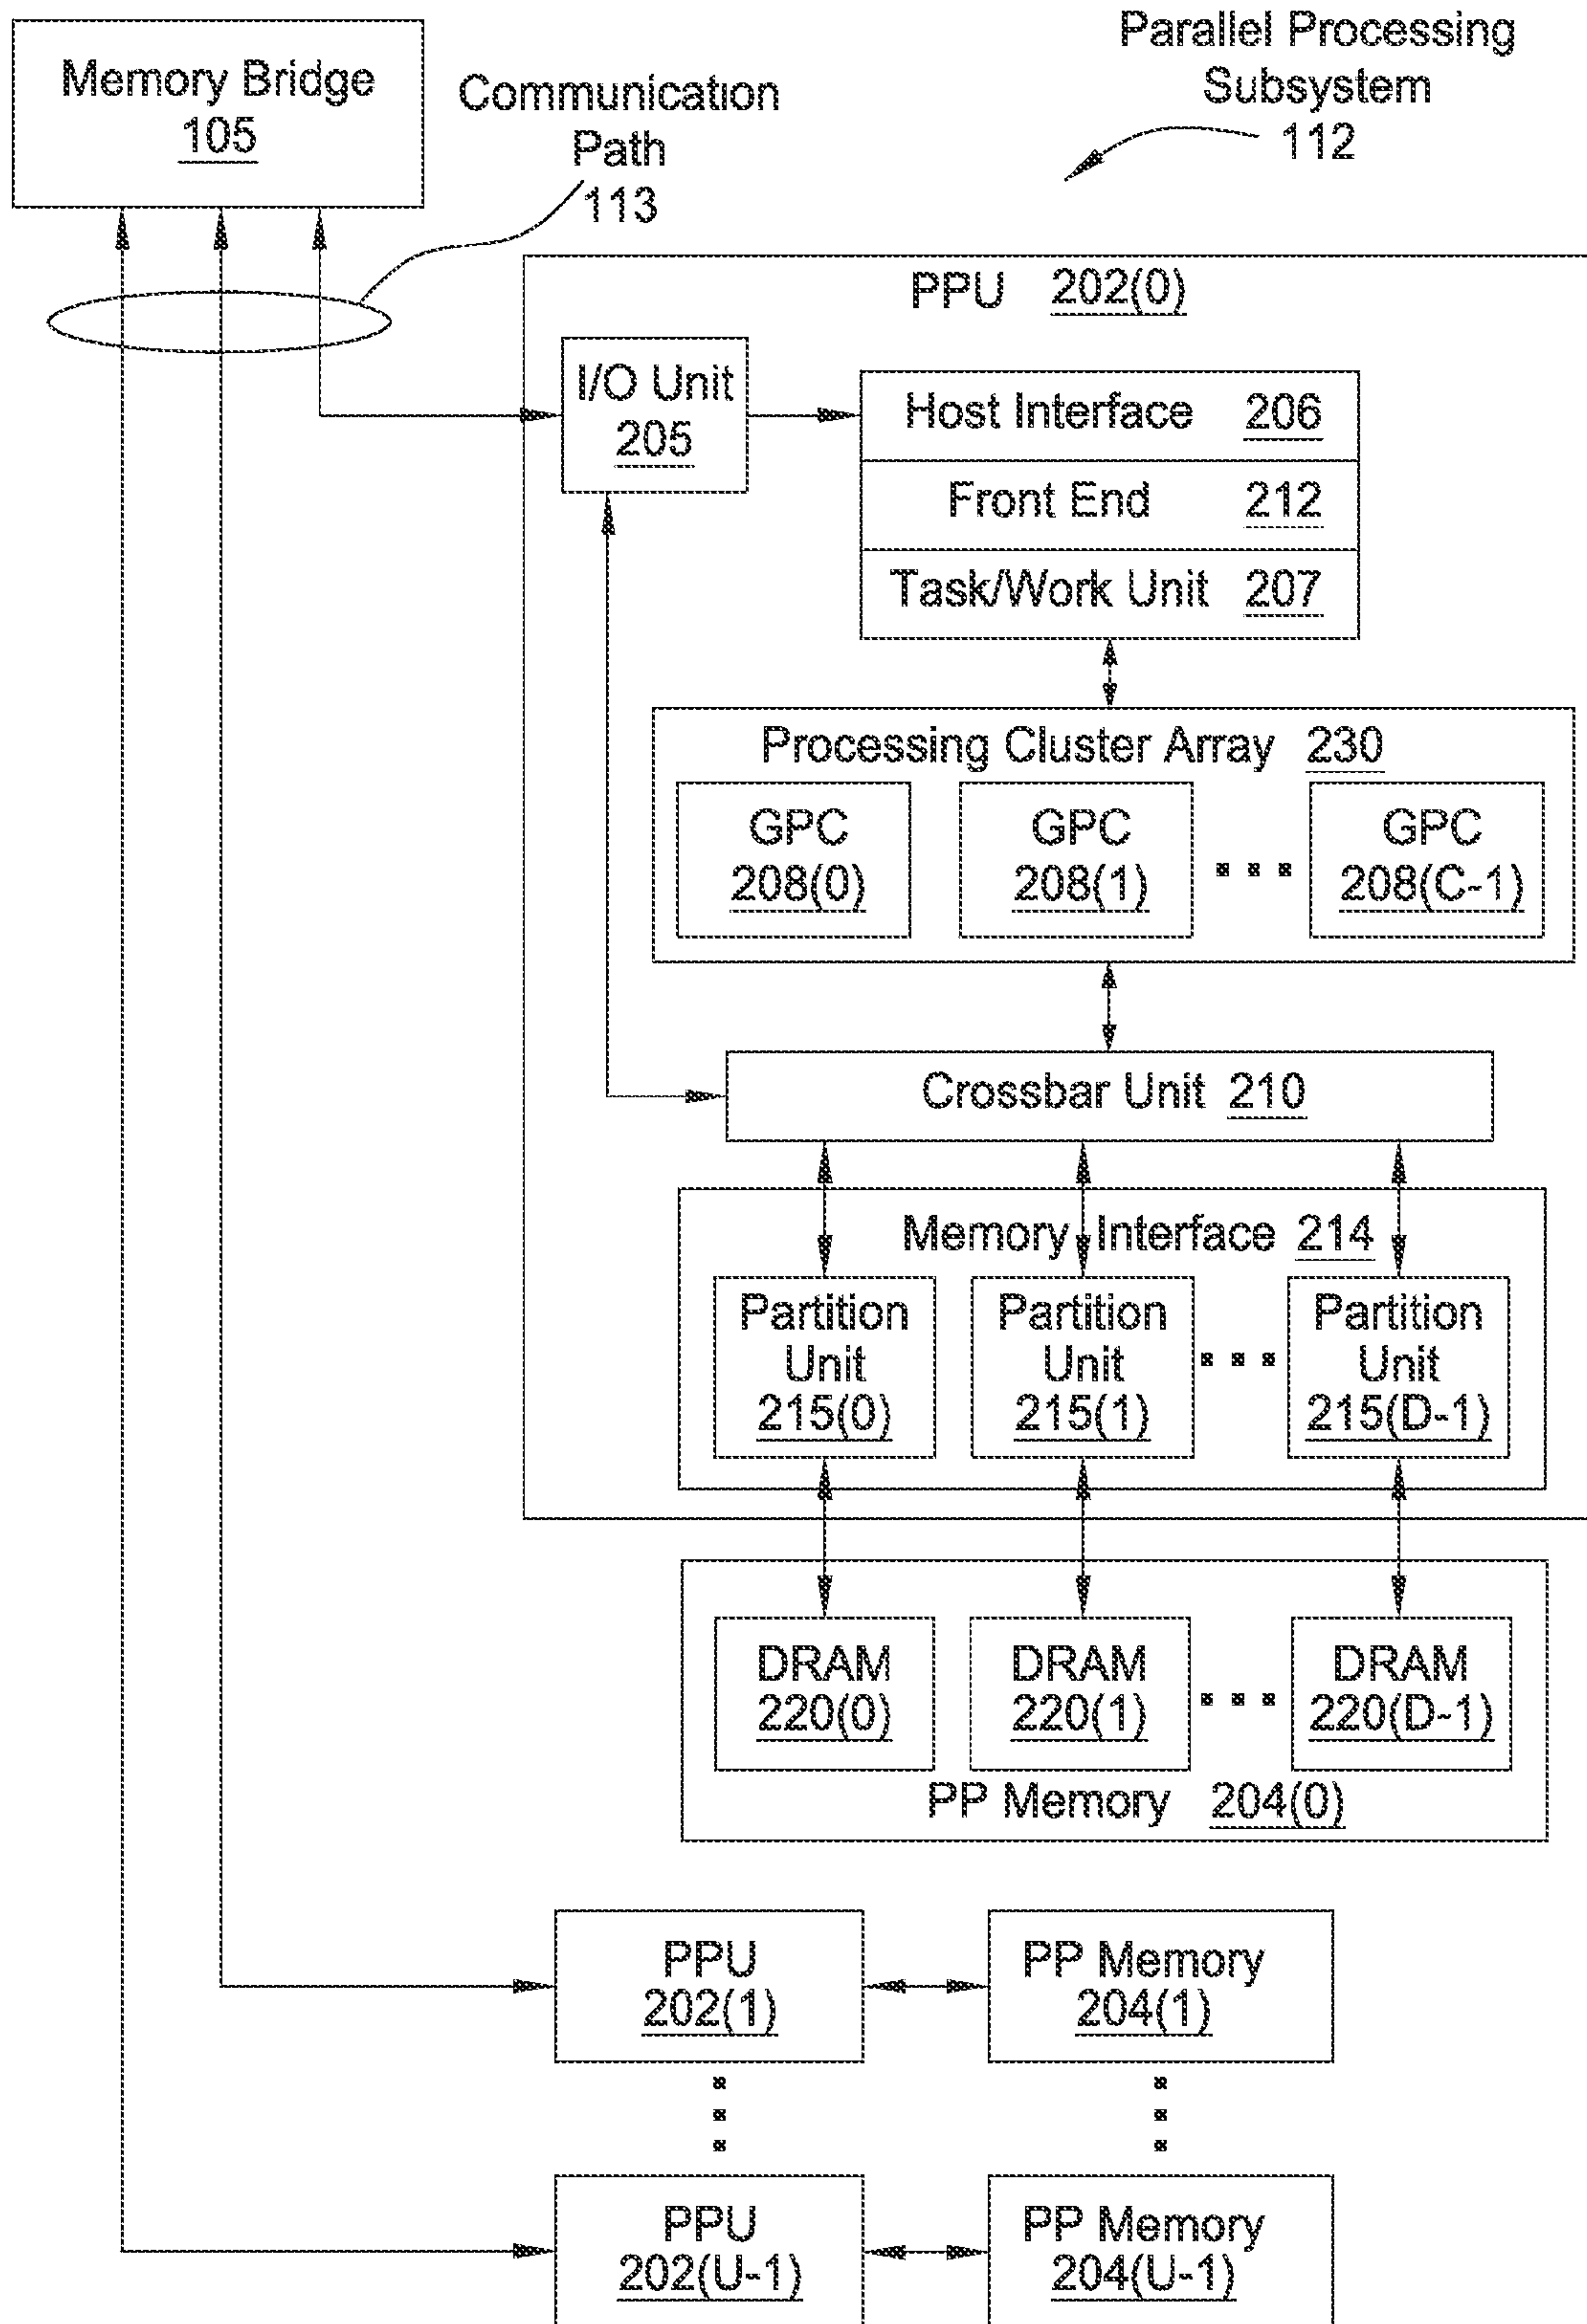 Parallel Processing
Subsystem
112
Memory Bridge
105
Communication
Path
113
PPU 202(0)
I/O Unit
205
Host Interface 206
Front End 212
Task/Work Unit 207
Processing Cluster Array 230
GPC
208(0)
GPC
208(1)
GPC
208(C-1)
Crossbar Unit 210
Memory Interface 214
Partition
Unit
215(0)
Partition
Unit
215(1)
Partition
Unit
215(D-1)
DRAM
220(0)
DRAM
220(1)
DRAM
220(D-1)
PP Memory 204(0)
PPU
202(1)
PP Memory
204(1)
PPU
202(U-1)
PP Memory
204(U-1)